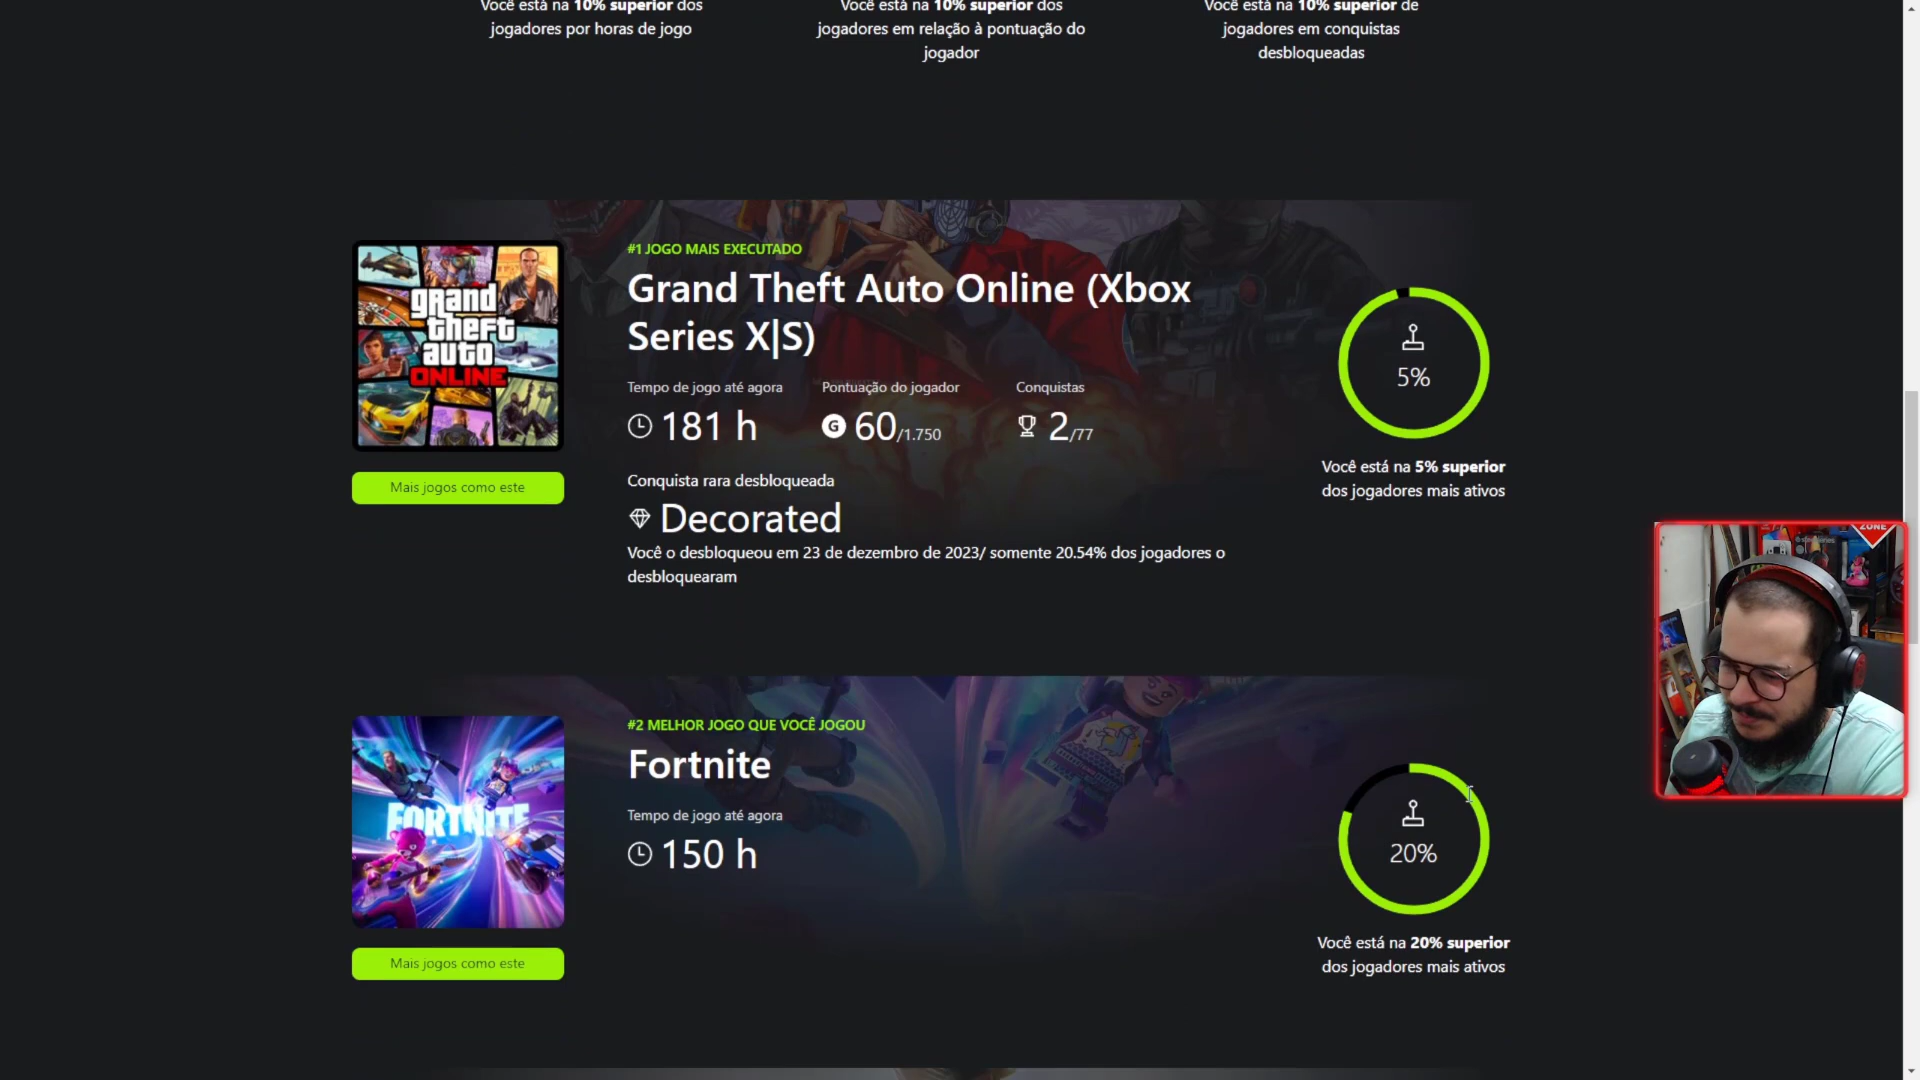 Você está na 10% superior dos
jogadores por horas de jogo
Você está na 10% superior dos
jogadores em relação à pontuação do
jogador
Você está na 10% superior de
jogadores em conquistas
desbloqueadas
grand
theft
auto
ONLINE
Mais jogos como este
#1 JOGO MAIS EXECUTADO
Grand Theft Auto Online (Xbox
Series X|S)
Tempo de jogo até agora
181 h
Pontuação do jogador
G 60/1.750
Conquistas
2/77
Conquista rara desbloqueada
Decorated
Você o desbloqueou em 23 de dezembro de 2023/ somente 20.54% dos jogadores o
desbloquearam
5%
Você está na 5% superior
dos jogadores mais ativos
ZONE
FORTNITE
Mais jogos como este
#2 MELHOR JOGO QUE VOCÊ JOGOU
Fortnite
Tempo de jogo até agora
150 h
20%
Você está na 20% superior
dos jogadores mais ativos